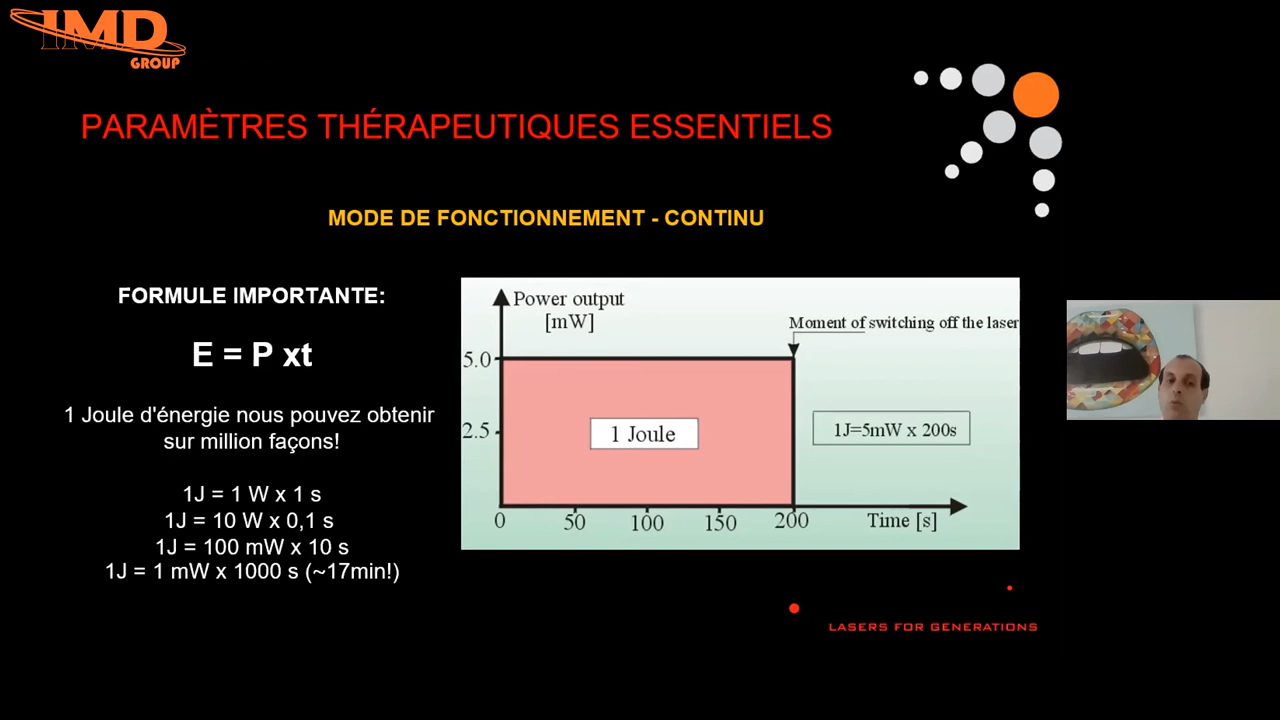 IMD
GROUP
PARAMÈTRES THÉRAPEUTIQUES ESSENTIELS
MODE DE FONCTIONNEMENT - CONTINU
FORMULE IMPORTANTE:
E = P xt
1 Joule d'énergie nous pouvez obtenir
sur million façons!
1J = 1 W x 1 s
1J = 10 W x 0,1 s
1J = 100 mW x 10 s
1J = 1 mW x 1000 s (~17min!)
Power output
[mW]
Moment of switching off the laser
5.0
2.5
1 Joule
1J=5mW x 200s
0 50 100 150 200 Time [s]
LASERS FOR GENERATIONS